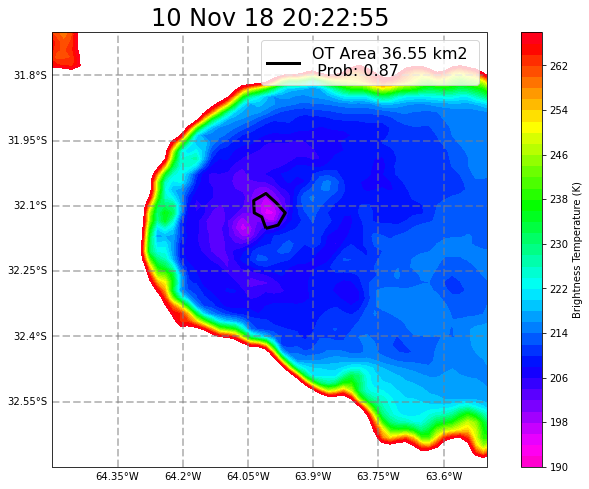 10 Nov 18 20:22:55
OT Area 36.55 km2
Prob: 0.87
31.8°S
31.95°S
32.1°S
32.25°S
32.4°S
32.55°S
64.35°W
64.2°W
64.05°W
63.9°W
63.75°W
63.6°W
262
254
246
238
230
222
214
206
198
190
Brightness Temperature (K)